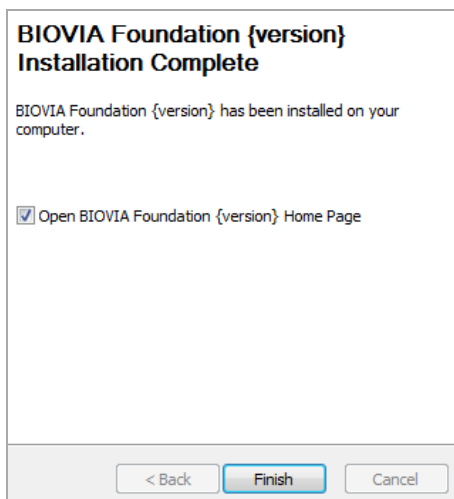 BIOVIA Foundation {version}
Installation Complete
BIOVIA Foundation {version} has been installed on your
computer.
Open BIOVIA Foundation {version} Home Page
< Back
Finish
Cancel